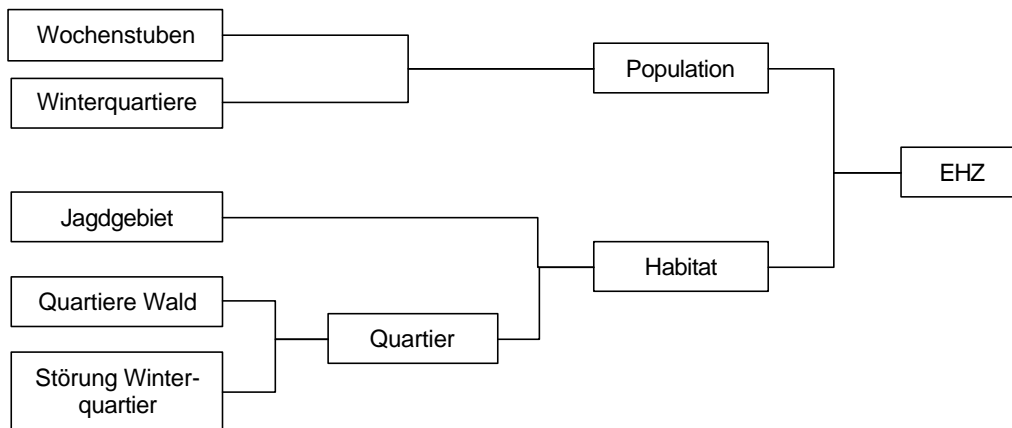 Wochenstuben
Winterquartiere
Population
EHZ
Jagdgebiet
Habitat
Quartiere Wald
Quartier
Störung Winter-
quartier